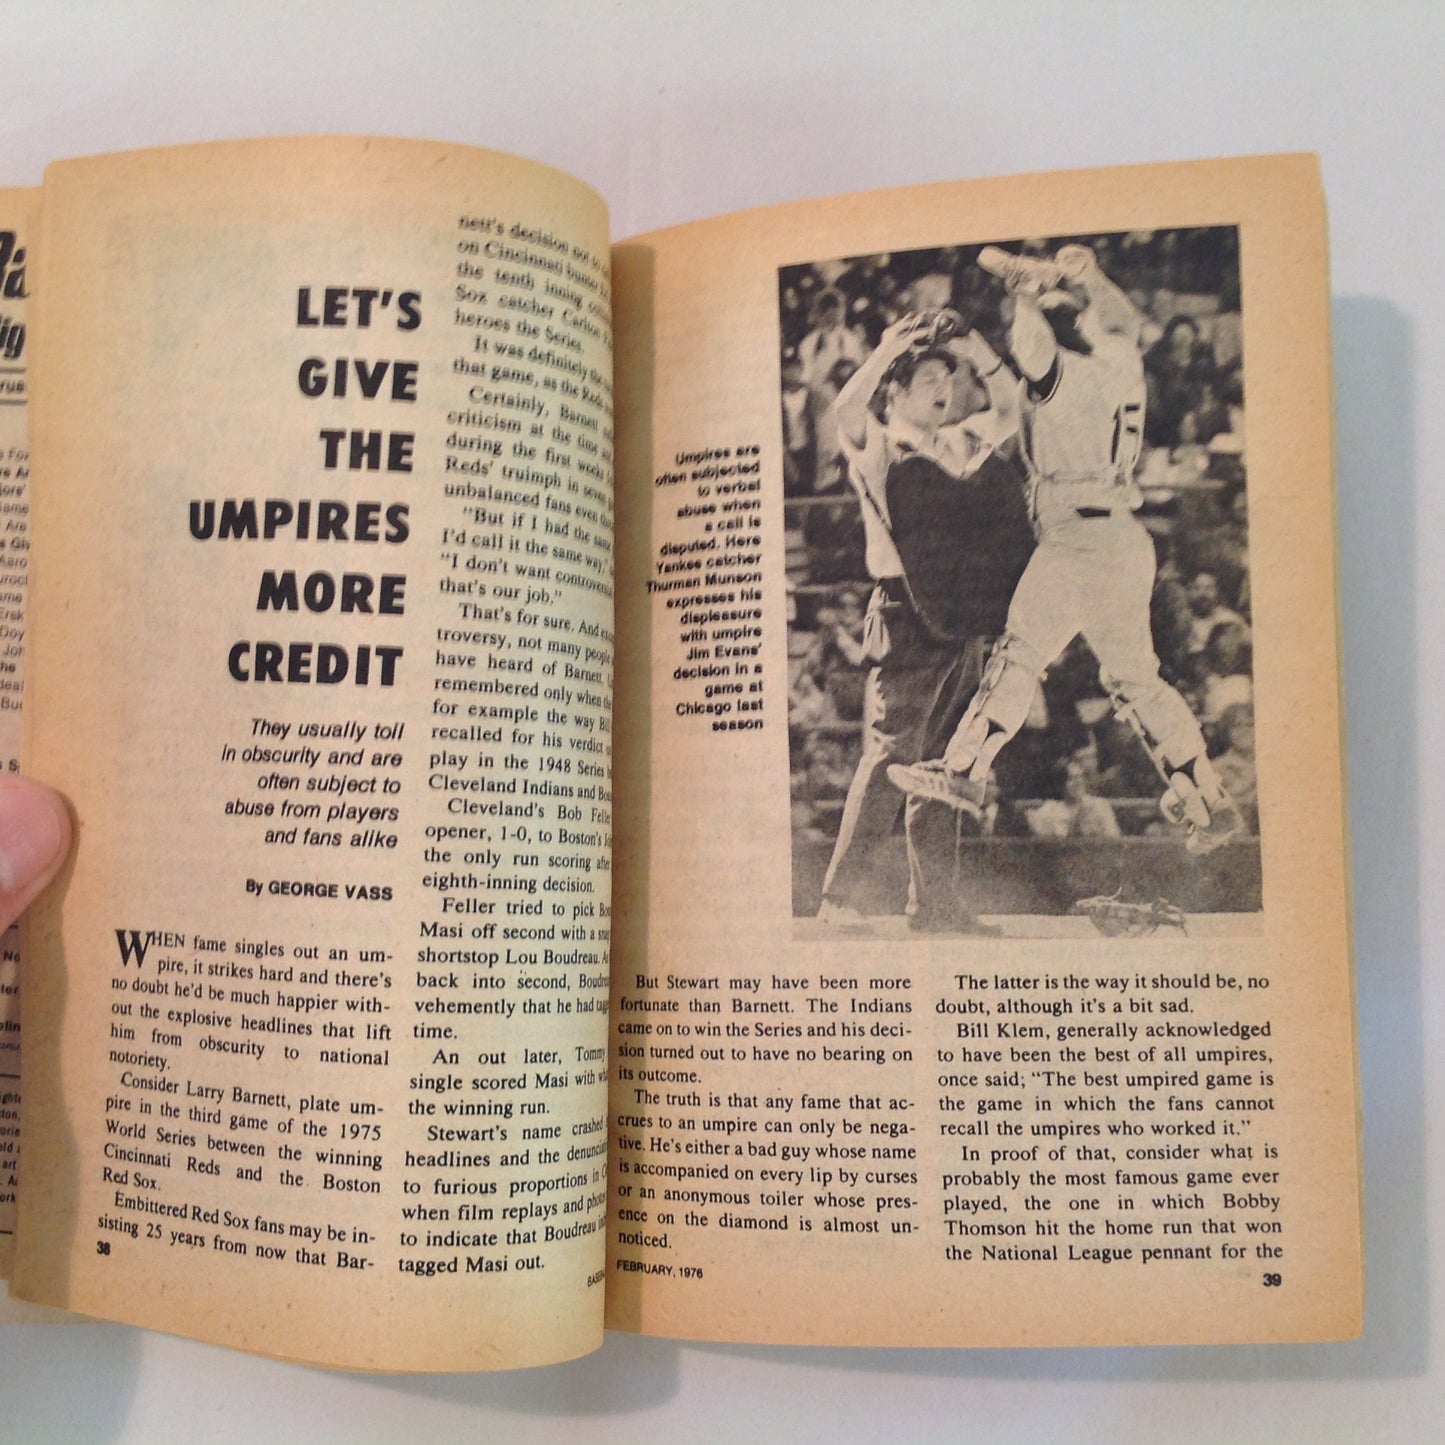 LET'S
GIVE
THE
UMPIRES
MORE
CREDIT
They usually toil
in obscurity and are
often subject to
abuse from players
and fans alike
By GEORGE VASS
WHEN fame singles out an um-
pire, it strikes hard and there's
no doubt he'd be much happier with-
out the explosive headlines that lift
him from obscurity to national
notoriety.
Consider Larry Barnett, plate um-
pire in the third game of the 1975
World Series between the winning
Cincinnati Reds and the Boston
Red Sox.
Embittered Red Sox fans may be in-
sisting 25 years from now that Bar-
38
nett's decision not to
on Cincinnati bunter
the tenth inning
Sox catcher Carlton
heroes the Series.
It was definitely the
that game, as the Reds
Certainly, Barnett
criticism at the time
during the first weeks
Reds' truimph in seven
unbalanced fans even
"But if I had the same
I'd call it the same way,"
"I don't want
that's our job."
That's for sure. And
troversy, not many people
have heard of Barnett.
remembered only when the
for example the way Bill
recalled for his verdict
play in the 1948 Series
Cleveland Indians and
Cleveland's Bob
opener, 1-0, to Boston's
the only run scoring
eighth-inning decision.
Feller tried to pick
Masi off second with a
shortstop Lou Boudreau.
back into second,
vehemently that he had
time.
An out later, Tommy
single scored Masi with
the winning run.
Stewart's name crashed
headlines and the
to furious proportions in
when film replays and
to indicate that Boudreau
tagged Masi out.
Umpires are
often subjected
to verbal
abuse when
a call is
disputed. Here
Yankee catcher
Thurman Munson
expresses his
displeasure
with umpire
Jim Evans'
decision in a
game at
Chicago last
season
But Stewart may have been more
fortunate than Barnett. The Indians
came on to win the Series and his deci-
sion turned out to have no bearing on
its outcome.
The truth is that any fame that ac-
crues to an umpire can only be nega-
tive. He's either a bad guy whose name
is accompanied on every lip by curses
or an anonymous toiler whose pres-
ence on the diamond is almost un-
noticed.
FEBRUARY, 1976
The latter is the way it should be, no
doubt, although it's a bit sad.
Bill Klem, generally acknowledged
to have been the best of all umpires,
once said; "The best umpired game is
the game in which the fans cannot
recall the umpires who worked it."
In proof of that, consider what is
probably the most famous game ever
played, the one in which Bobby
Thomson hit the home run that won
the National League pennant for the
39